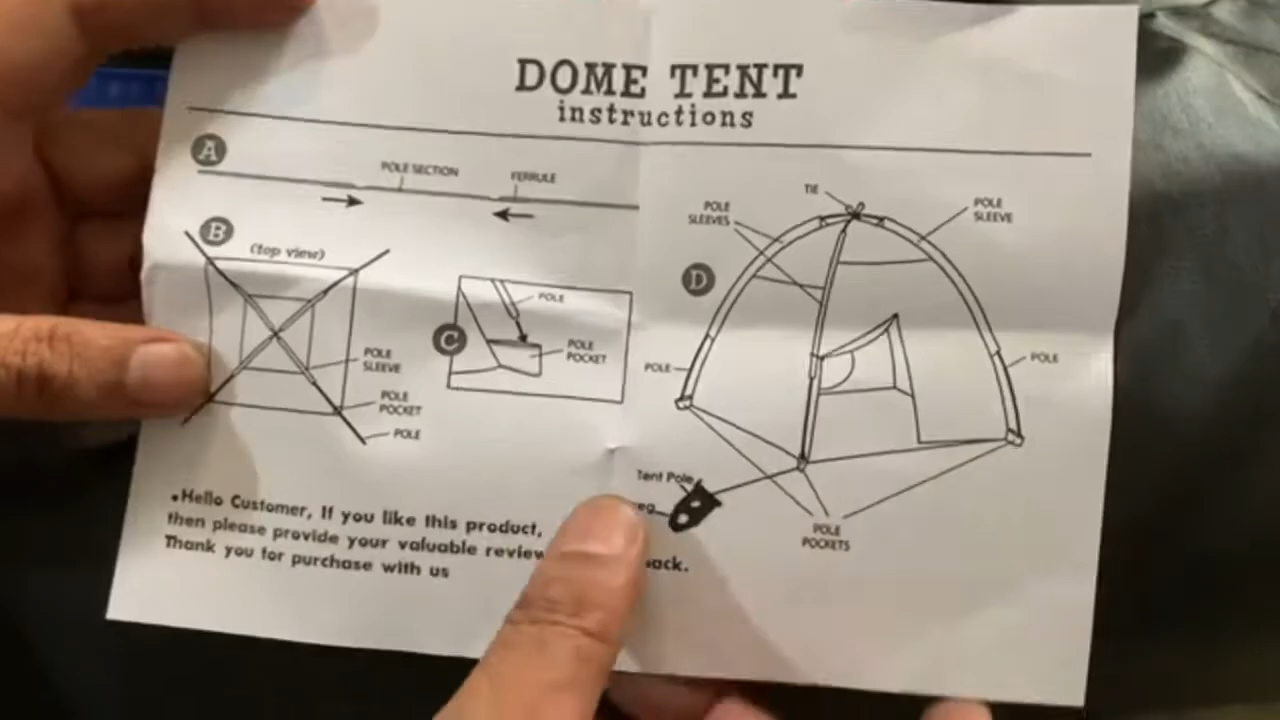 DOME TENT
instructions
A
POLE SECTION
FERRULE
B
(top view)
POLE
SLEEVE
POLE
POCKET
POLE
C
POLE
POLE
POCKET
D
TIE
POLE
SLEEVES
POLE
SLEEVE
POLE
POLE
Tent Pole
POLE
POCKETS
.Hello Customer, If you like this product,
then please provide your valuable review
Thank you for purchase with us